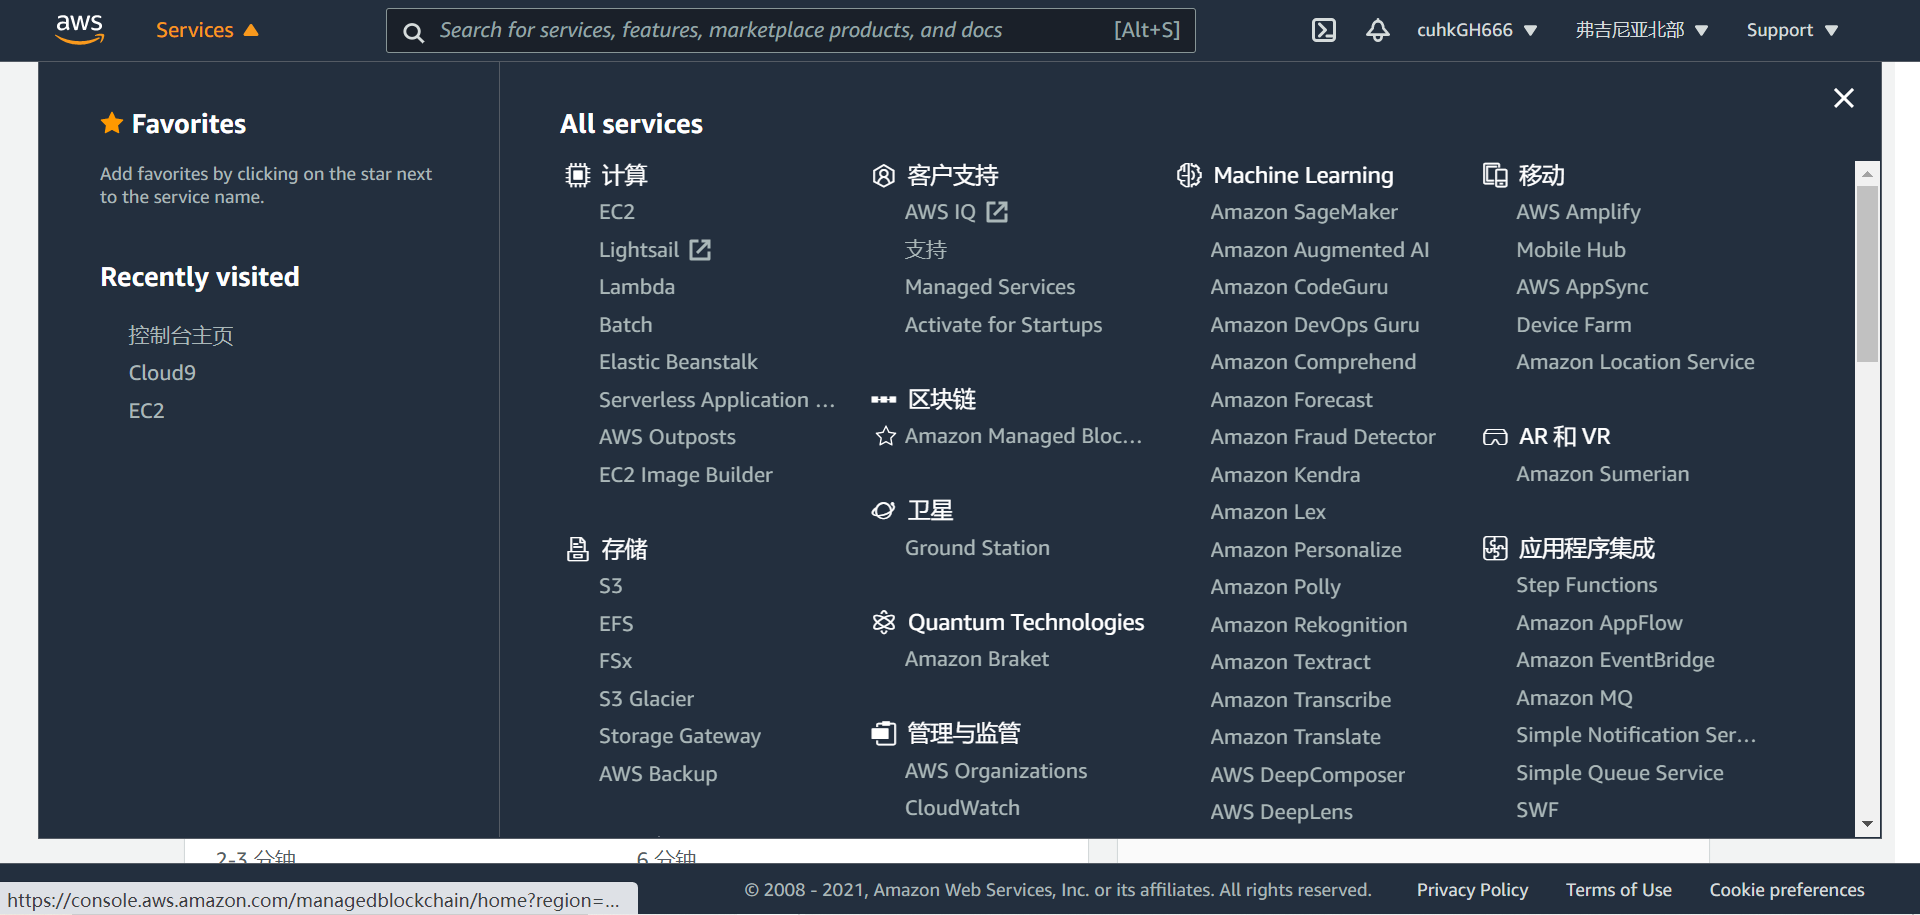 aws
Services
Search for services, features, marketplace products, and docs
[Alt+S]
cuhkGH666
弗吉尼亚北部
Support
Favorites
Add favorites by clicking on the star next
to the service name.
Recently visited
控制台主页
Cloud9
EC2
All services
计算
EC2
Lightsail
Lambda
Batch
Elastic Beanstalk
Serverless Application ...
AWS Outposts
EC2 Image Builder
存储
S3
EFS
FSx
S3 Glacier
Storage Gateway
AWS Backup
客户支持
AWS IQ
支持
Managed Services
Activate for Startups
区块链
Amazon Managed Bloc...
卫星
Ground Station
Quantum Technologies
Amazon Braket
管理与监管
AWS Organizations
CloudWatch
Machine Learning
Amazon SageMaker
Amazon Augmented AI
Amazon CodeGuru
Amazon DevOps Guru
Amazon Comprehend
Amazon Forecast
Amazon Fraud Detector
Amazon Kendra
Amazon Lex
Amazon Personalize
Amazon Polly
Amazon Rekognition
Amazon Textract
Amazon Transcribe
Amazon Translate
AWS DeepComposer
AWS DeepLens
移动
AWS Amplify
Mobile Hub
AWS AppSync
Device Farm
Amazon Location Service
AR 和 VR
Amazon Sumerian
应用程序集成
Step Functions
Amazon AppFlow
Amazon EventBridge
Amazon MQ
Simple Notification Ser...
Simple Queue Service
SWF
2-3 分钟
6 分钟
https://console.aws.amazon.com/managedblockchain/home?region=...
© 2008 - 2021, Amazon Web Services, Inc. or its affiliates. All rights reserved.
Privacy Policy
Terms of Use
Cookie preferences